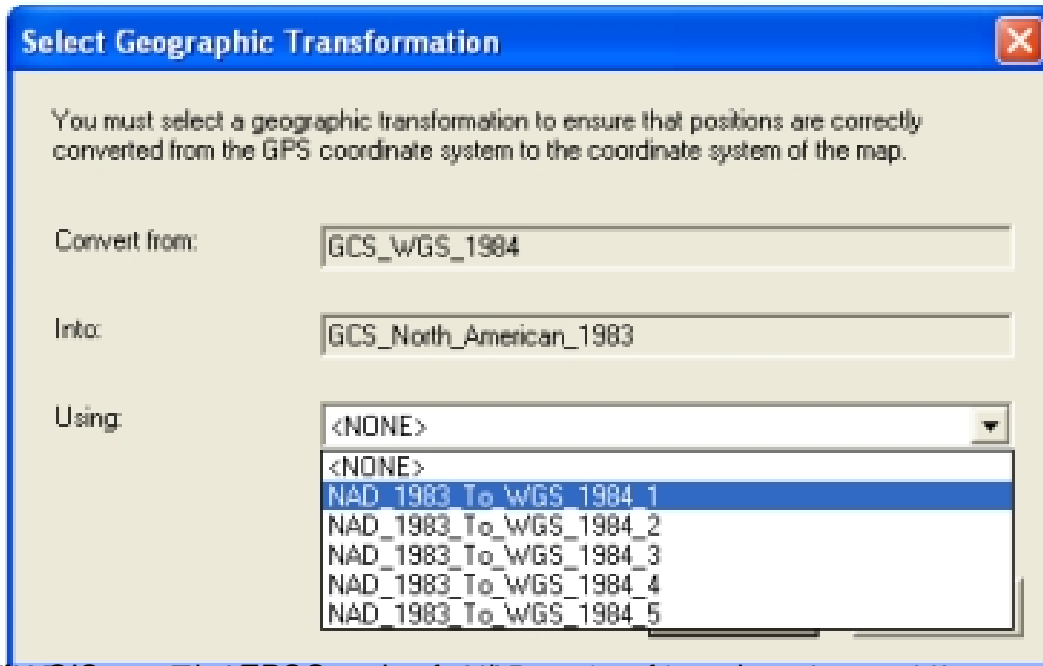 Select Geographic Transformation
You must select a geographic transformation to ensure that positions are correctly
converted from the GPS coordinate system to the coordinate system of the map.
Convert from:
GCS_WGS_1984
Into:
GCS_North_American_1983
Using:
<NONE>
<NONE>
NAD_1983_To_WGS_1984_1
NAD_1983_To_WGS_1984_2
NAD_1983_To_WGS_1984_3
NAD_1983_To_WGS_1984_4
NAD_1983_To_WGS_1984_5